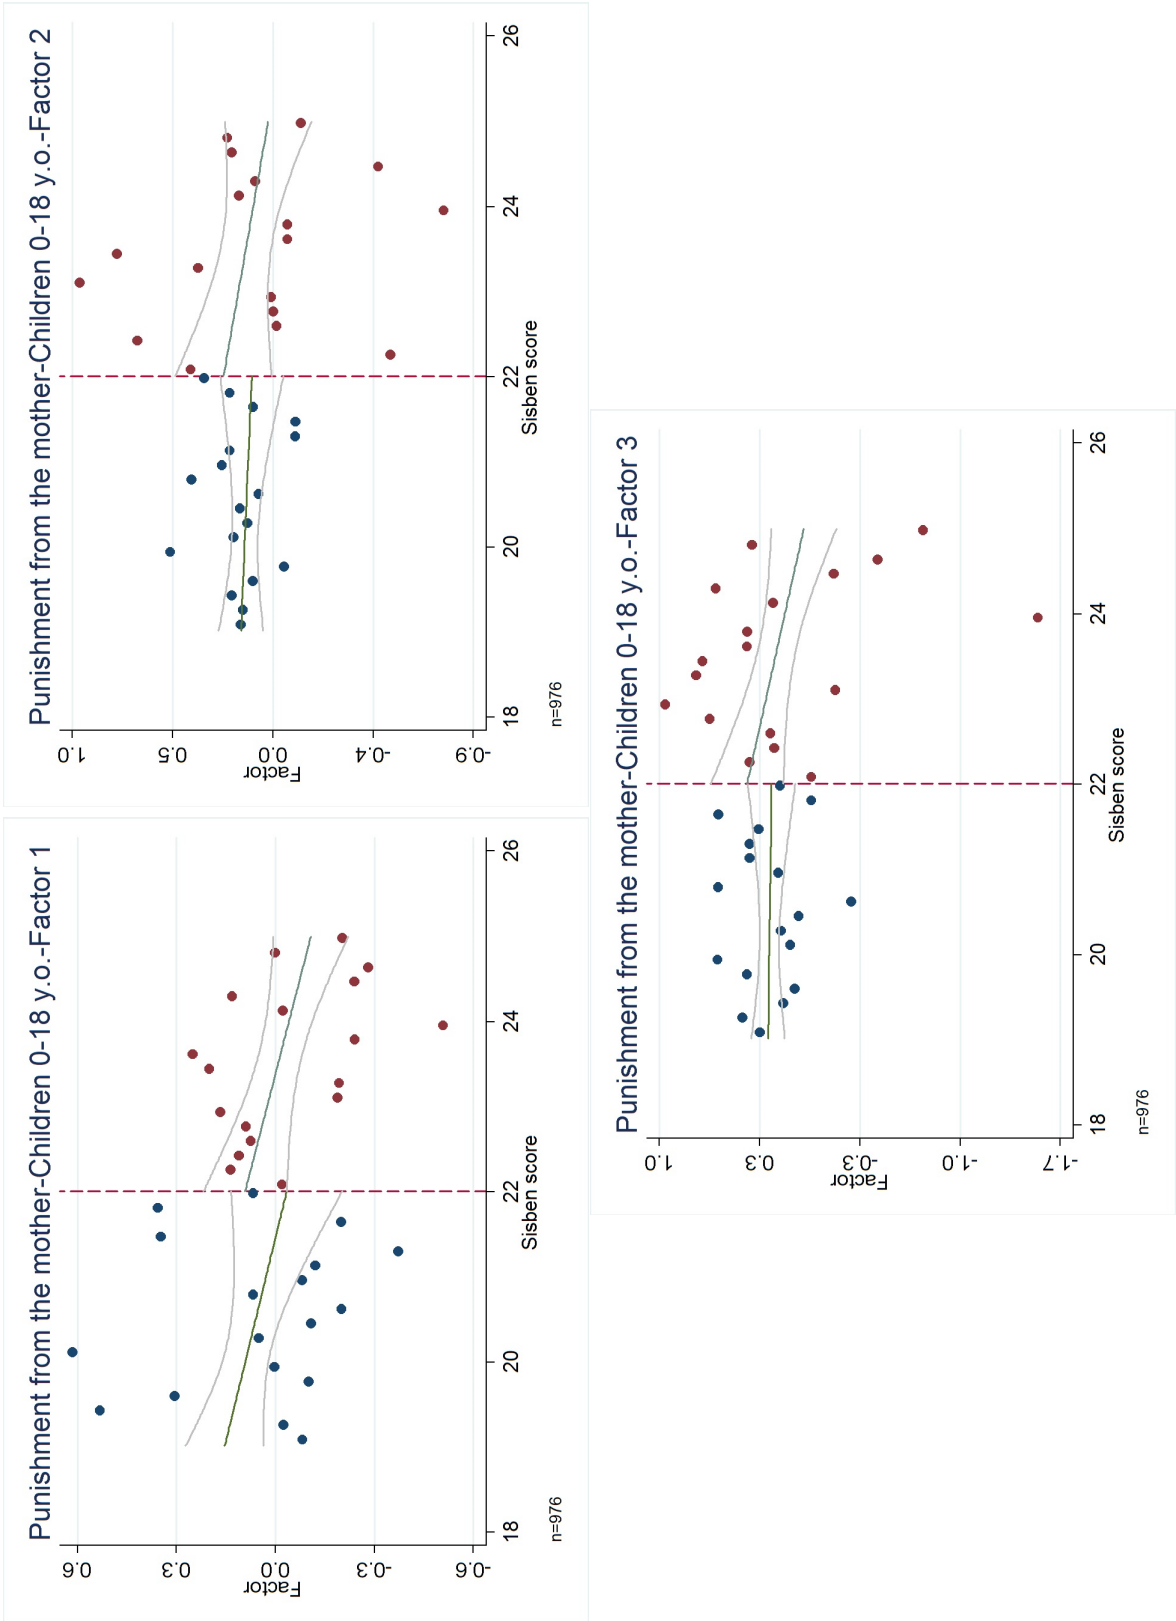 Punishment from the mother-Children 0-18 y.o.-Factor 1
0.6
0.3
0.0
-0.3
-0.6
Factor
18
20
22
24
26
Sisben score
n=976
Punishment from the mother-Children 0-18 y.o.-Factor 2
1.0
0.5
0.0
-0.4
-0.9
Factor
18
20
22
24
26
Sisben score
n=976
Punishment from the mother-Children 0-18 y.o.-Factor 3
1.0
0.3
-0.3
-1.0
-1.7
Factor
18
20
22
24
26
Sisben score
n=976